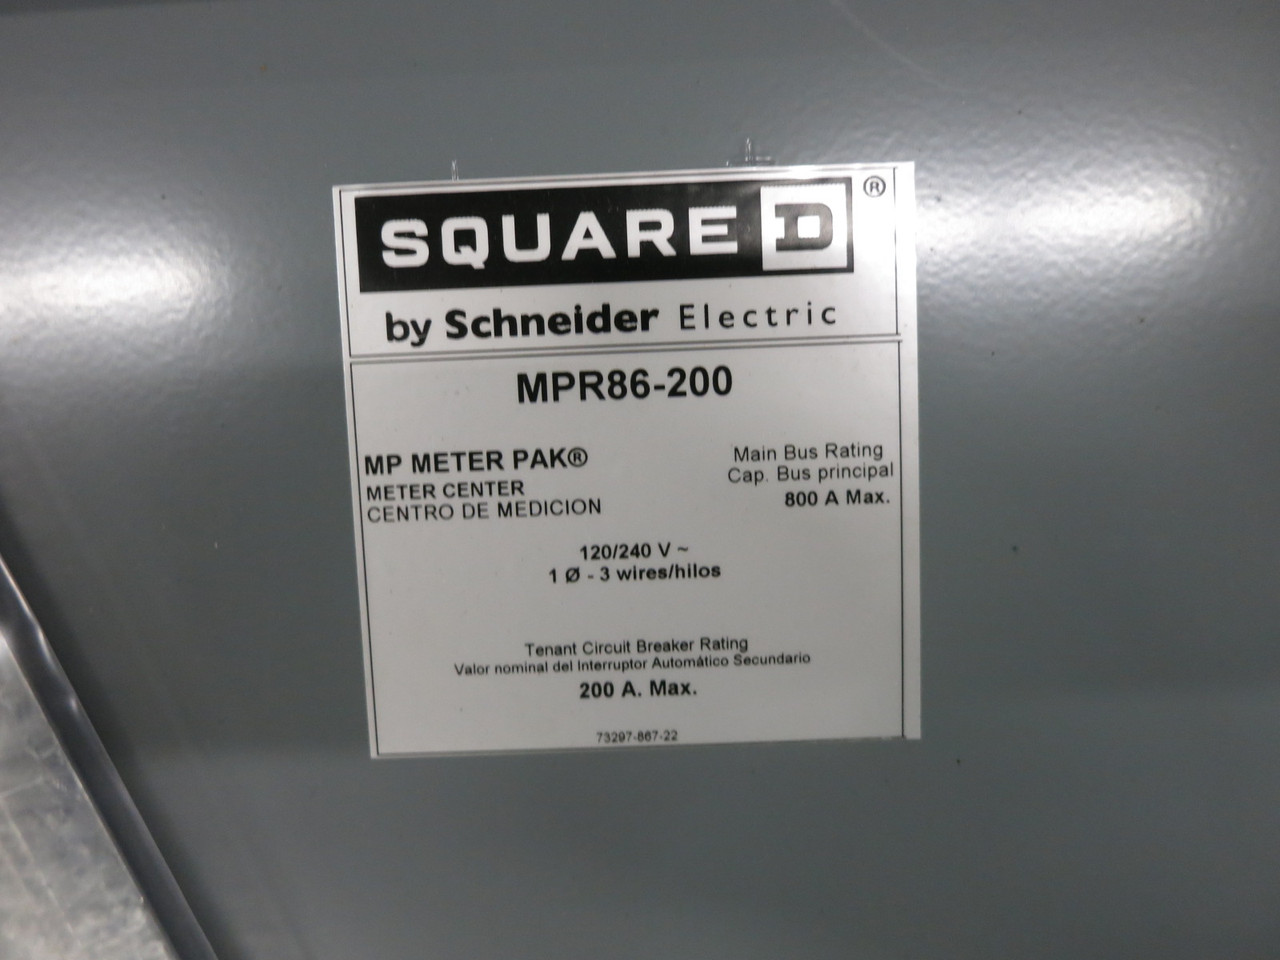 SQUARE D ®
by Schneider Electric
MPR86-200
MP METER PAK®
METER CENTER
CENTRO DE MEDICION
Main Bus Rating
Cap. Bus principal
800 A Max.
120/240 V ~
1 Ø - 3 wires/hilos
Tenant Circuit Breaker Rating
Valor nominal del Interruptor Automático Secundario
200 A. Max.
73297-867-22